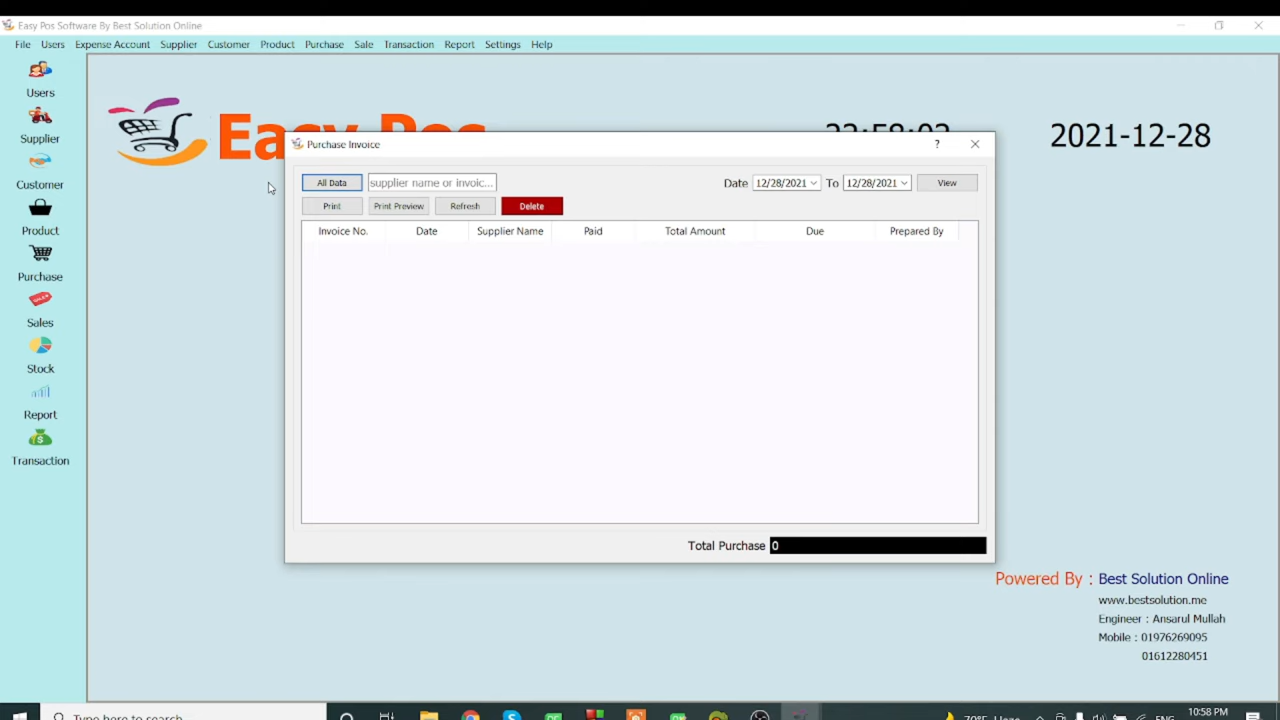 Easy Pos Software By Best Solution Online
File Users Expense Account Supplier Customer Product Purchase Sale Transaction Report Settings Help
Users
Supplier
Customer
Product
Purchase
Sales
Stock
Report
Transaction
2021-12-28
Purchase Invoice
?
All Data supplier name or invoic... Date 12/28/2021 To 12/28/2021 View
Print Print Preview Refresh Delete
Invoice No. Date Supplier Name Paid Total Amount Due Prepared By
Total Purchase 0
Powered By : Best Solution Online
www.bestsolution.me
Engineer : Ansarul Mullah
Mobile : 01976269095
01612280451
Type here to search
10:58 PM